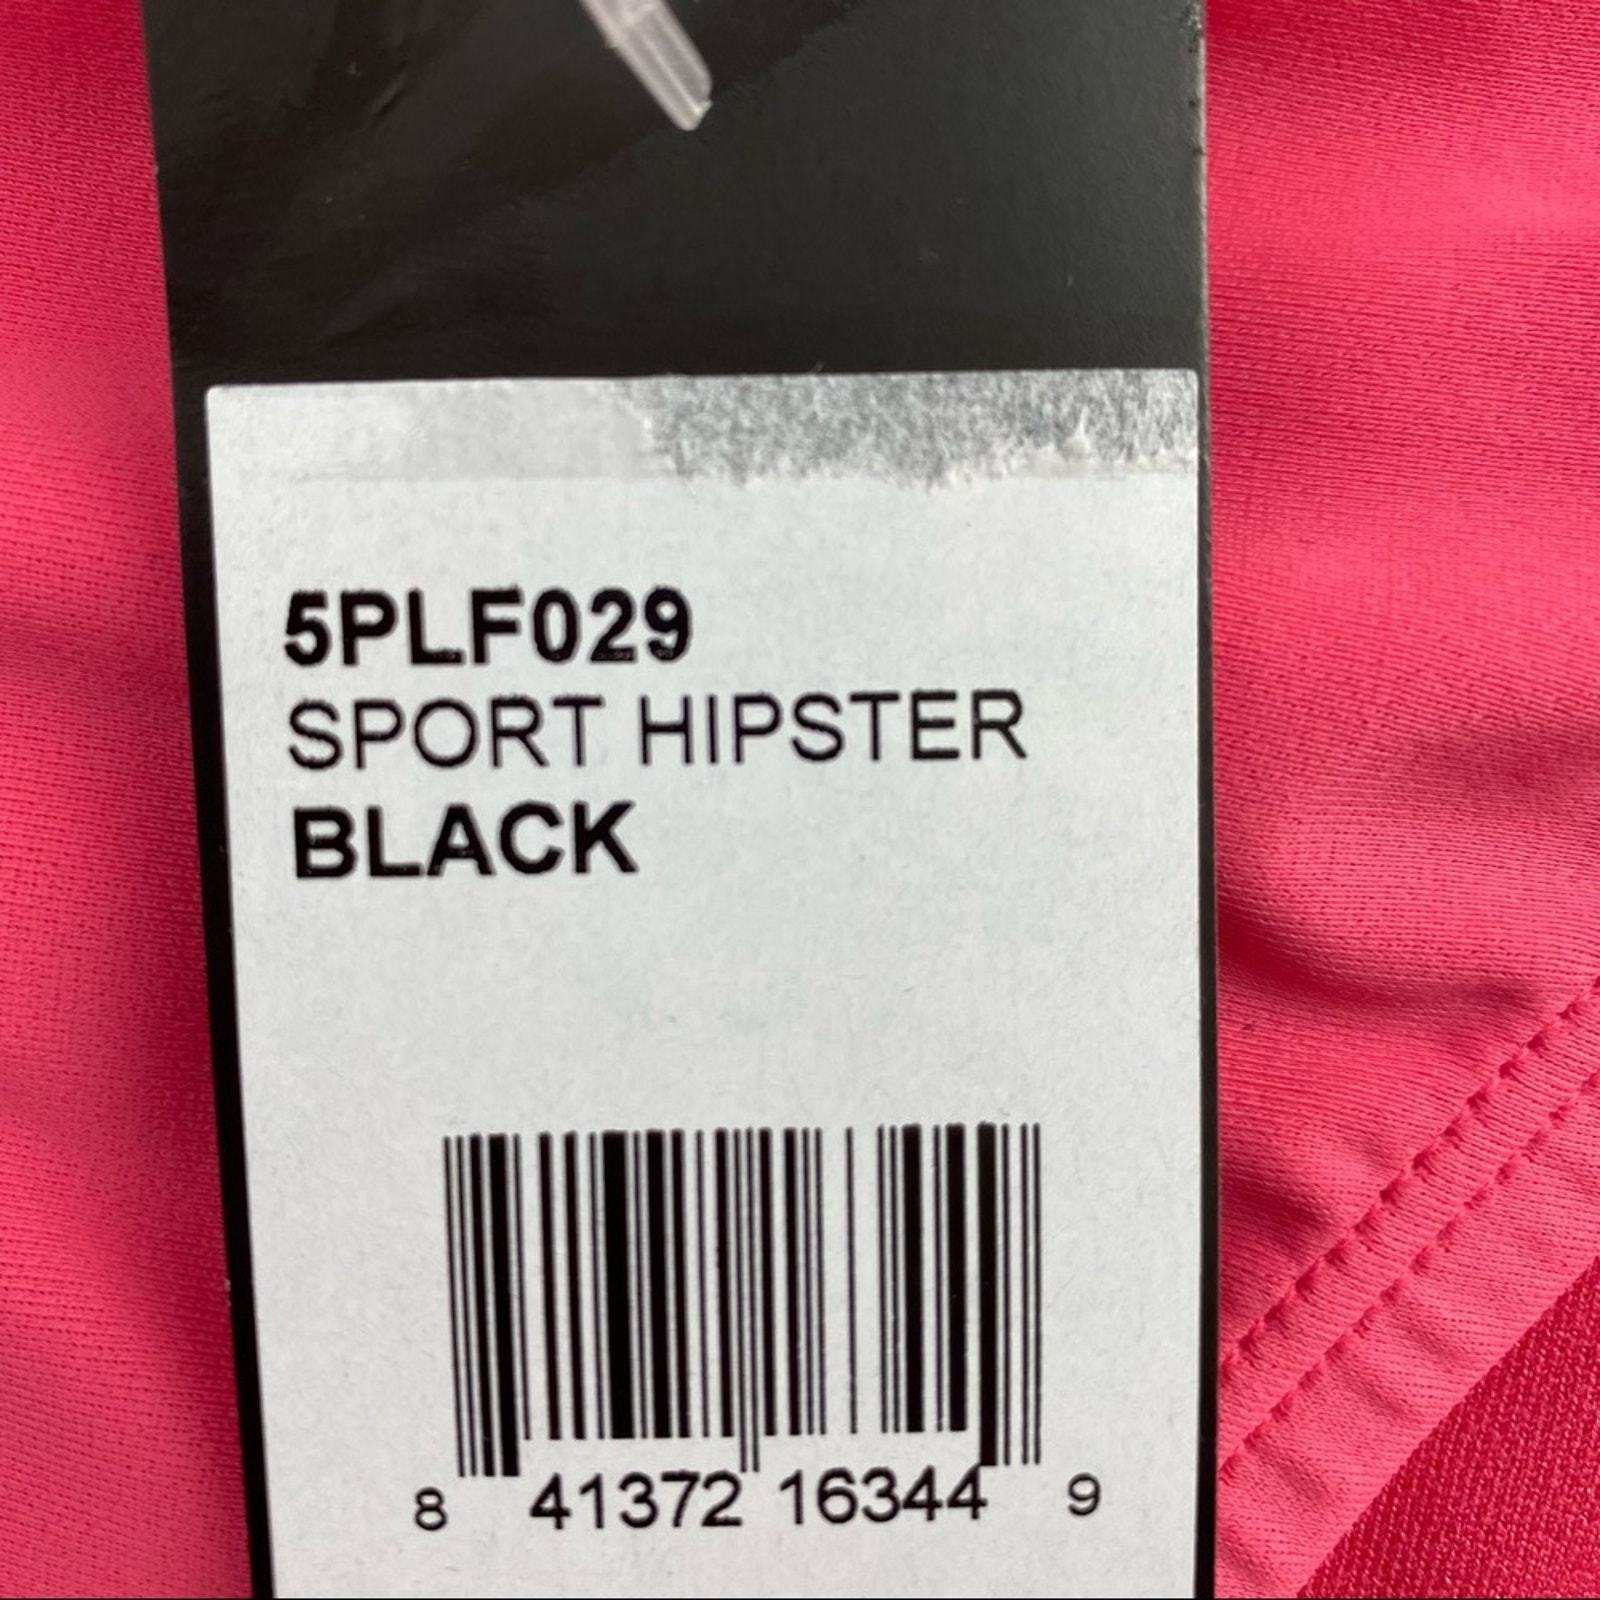 5PLF029
SPORT HIPSTER
BLACK
8 41372 16344 9